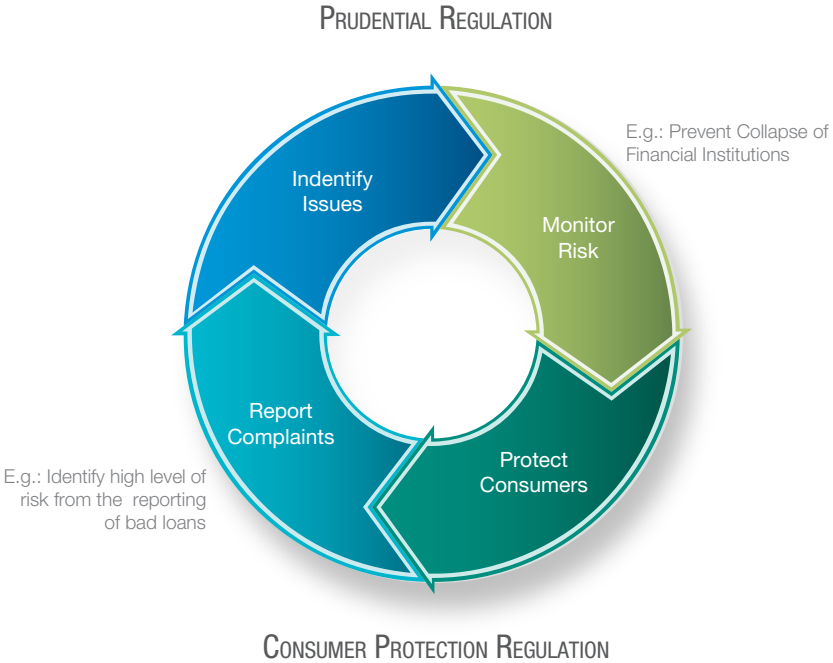 Prudential Regulation
E.g.: Prevent Collapse of
Financial Institutions
Indentify
Issues
Monitor
Risk
Report
Complaints
Protect
Consumers
E.g.: Identify high level of
risk from the reporting
of bad loans
Consumer Protection Regulation